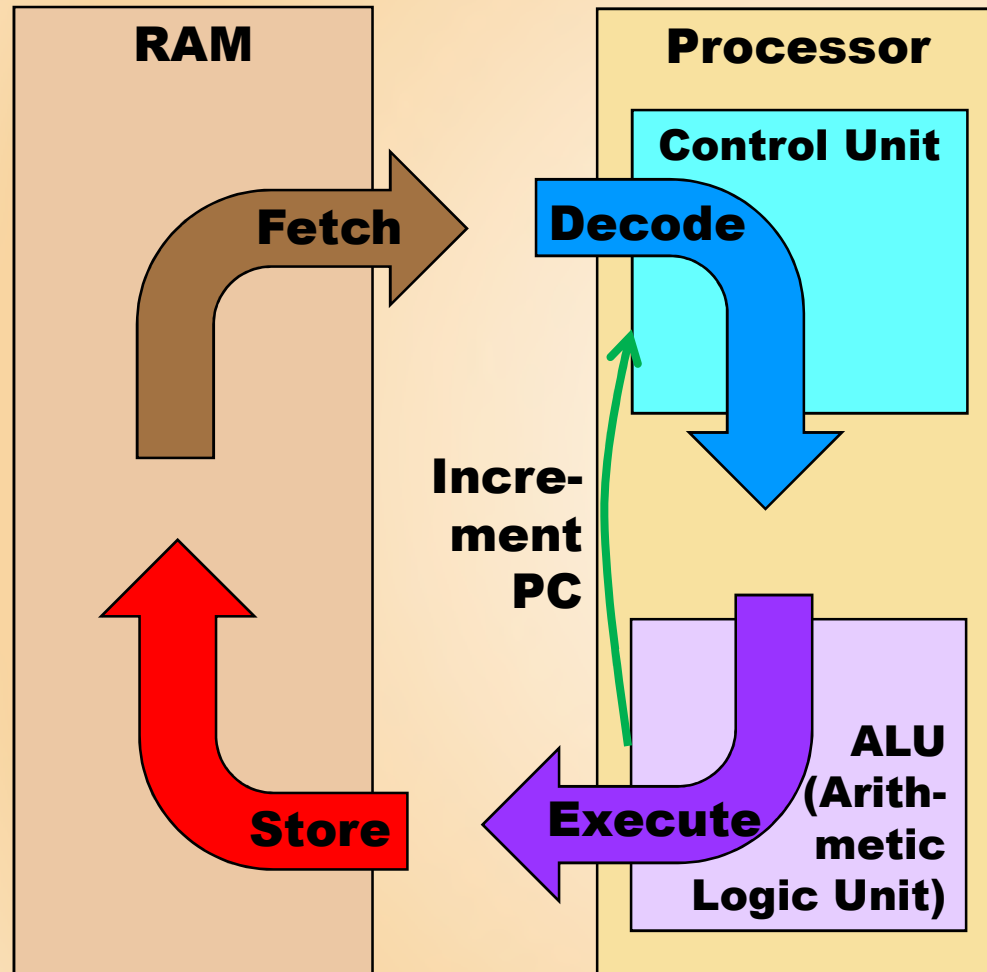 RAM
Processor
Control Unit
Fetch
Decode
Incre-
ment
PC
ALU
(Arith-
metic
Logic Unit)
Execute
Store